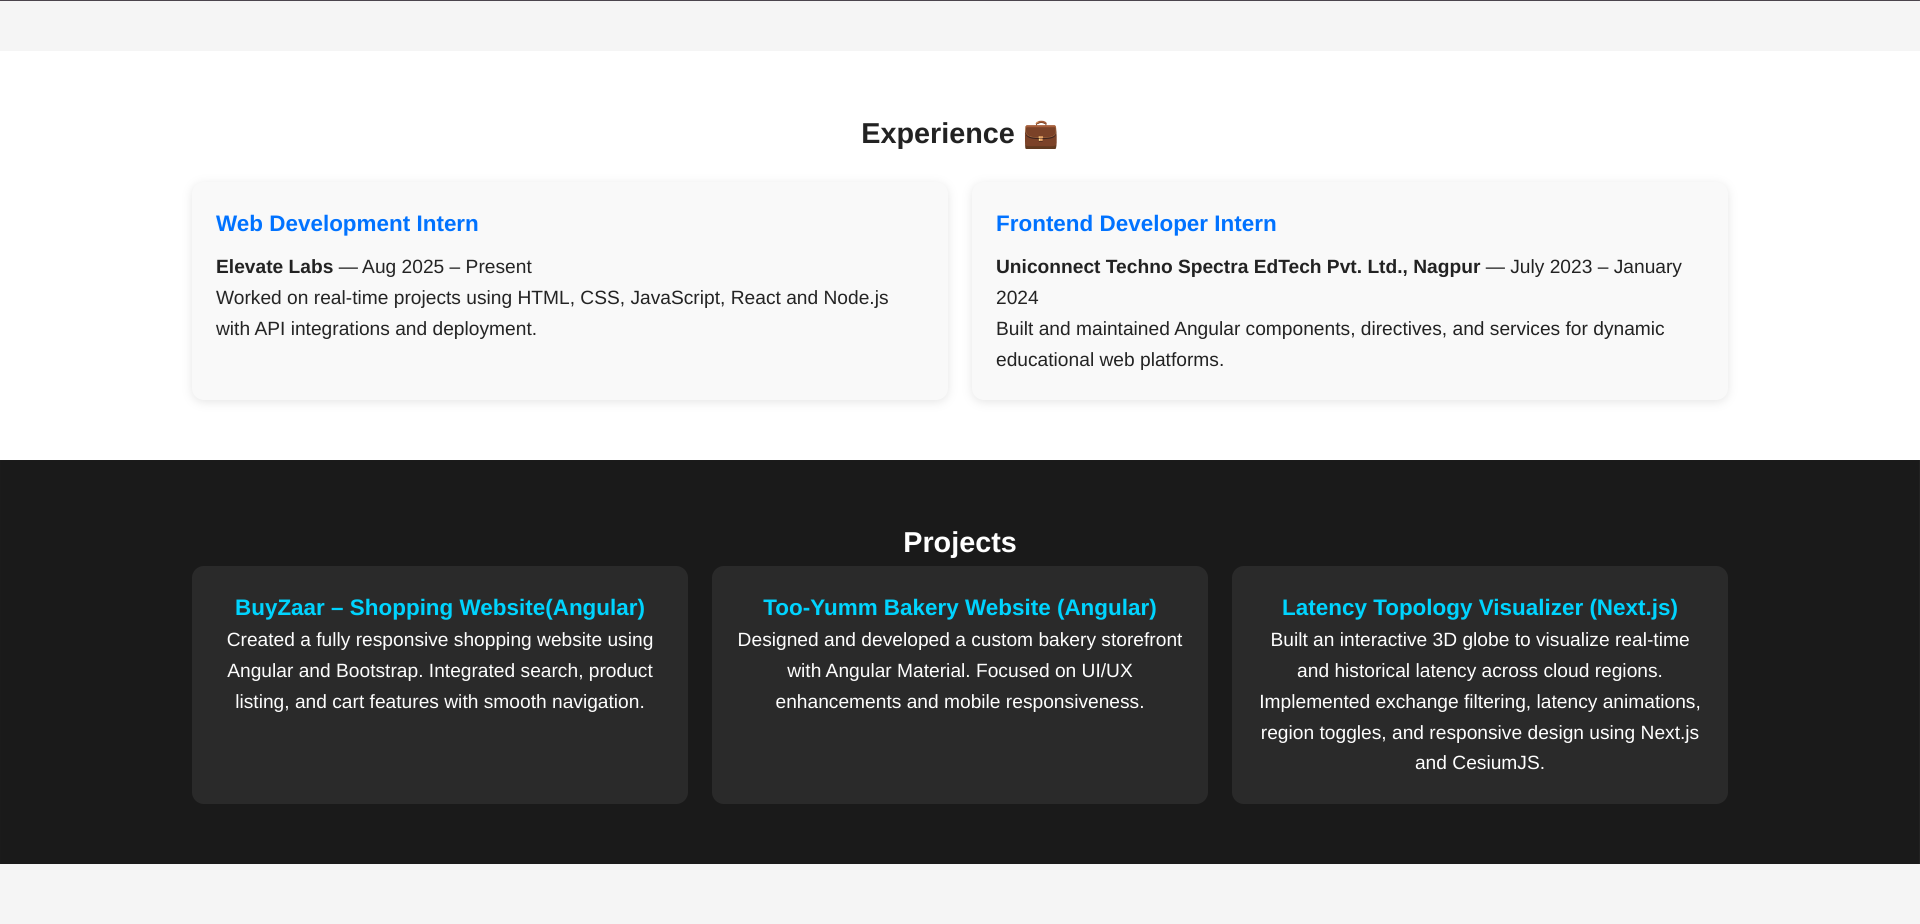 Experience 💼
Web Development Intern
Elevate Labs — Aug 2025 – Present
Worked on real-time projects using HTML, CSS, JavaScript, React and Node.js
with API integrations and deployment.
Frontend Developer Intern
Uniconnect Techno Spectra EdTech Pvt. Ltd., Nagpur — July 2023 – January
2024
Built and maintained Angular components, directives, and services for dynamic
educational web platforms.
Projects
BuyZaar – Shopping Website(Angular)
Created a fully responsive shopping website using
Angular and Bootstrap. Integrated search, product
listing, and cart features with smooth navigation.
Too-Yumm Bakery Website (Angular)
Designed and developed a custom bakery storefront
with Angular Material. Focused on UI/UX
enhancements and mobile responsiveness.
Latency Topology Visualizer (Next.js)
Built an interactive 3D globe to visualize real-time
and historical latency across cloud regions.
Implemented exchange filtering, latency animations,
region toggles, and responsive design using Next.js
and CesiumJS.